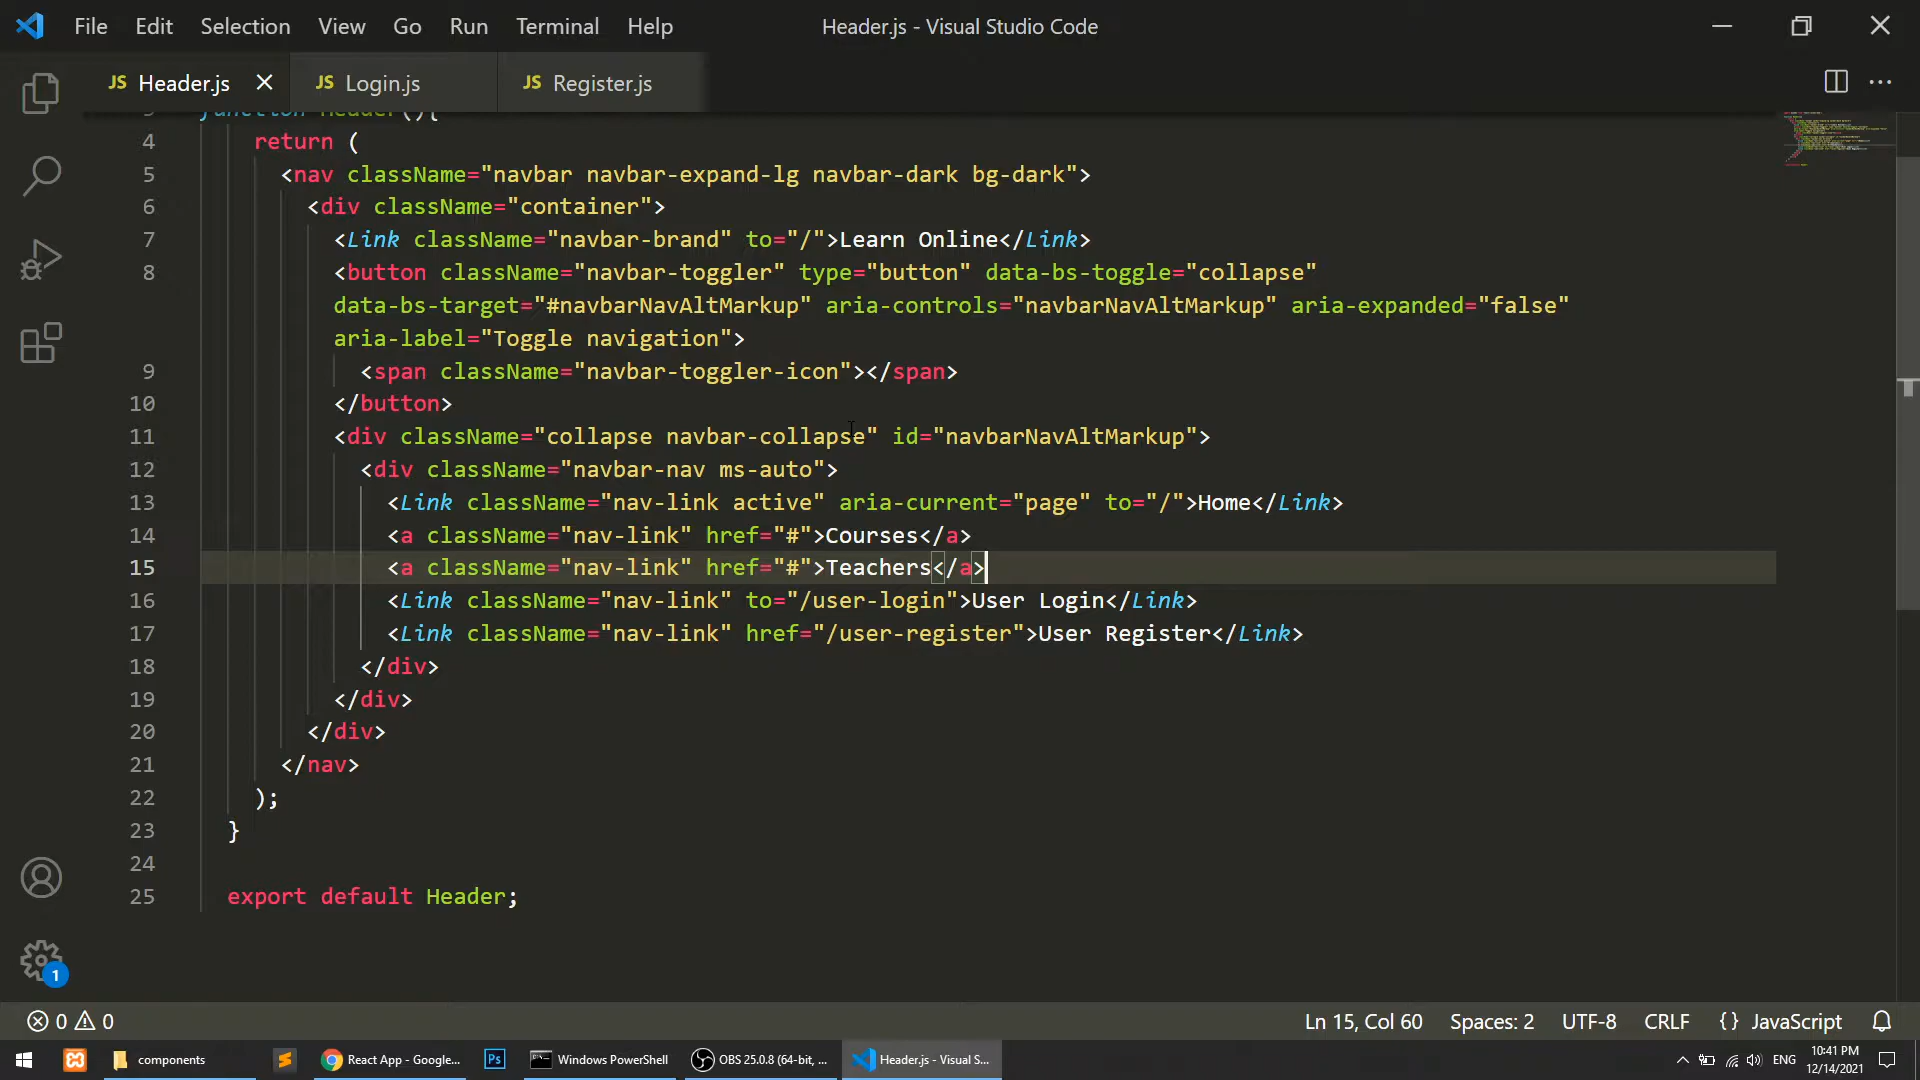 File Edit Selection View Go Run Terminal Help Header.js - Visual Studio Code
JS Header.js JS Login.js JS Register.js
function Header(){
4 return (
5 <nav className="navbar navbar-expand-lg navbar-dark bg-dark">
6 <div className="container">
7 <Link className="navbar-brand" to="/">Learn Online</Link>
8 <button className="navbar-toggler" type="button" data-bs-toggle="collapse"
data-bs-target="#navbarNavAltMarkup" aria-controls="navbarNavAltMarkup" aria-expanded="false"
aria-label="Toggle navigation">
9 <span className="navbar-toggler-icon"></span>
10 </button>
11 <div className="collapse navbar-collapse" id="navbarNavAltMarkup">
12 <div className="navbar-nav ms-auto">
13 <Link className="nav-link active" aria-current="page" to="/">Home</Link>
14 <a className="nav-link" href="#">Courses</a>
15 <a className="nav-link" href="#">Teachers</a>
16 <Link className="nav-link" to="/user-login">User Login</Link>
17 <Link className="nav-link" href="/user-register">User Register</Link>
18 </div>
19 </div>
20 </div>
21 </nav>
22 );
23 }
24
25 export default Header;
1
0 0 Ln 15, Col 60 Spaces: 2 UTF-8 CRLF {} JavaScript
components React App - Google... Ps Windows PowerShell OBS 25.0.8 (64-bit, ... Header.js - Visual S... ENG 10:41 PM
12/14/2021